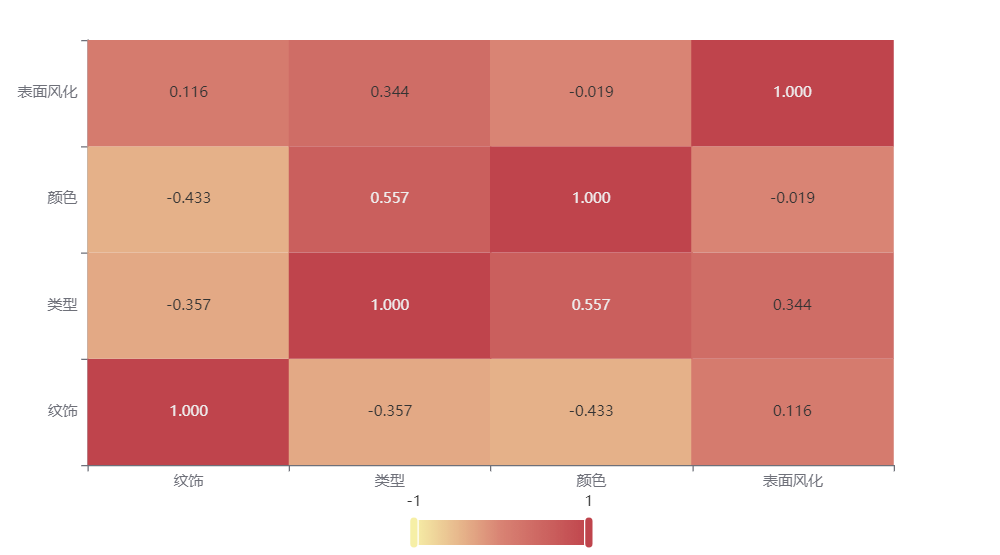 表面风化 0.116 0.344 -0.019 1.000
颜色 -0.433 0.557 1.000 -0.019
类型 -0.357 1.000 0.557 0.344
纹饰 1.000 -0.357 -0.433 0.116
纹饰 类型 颜色 表面风化
-1 1